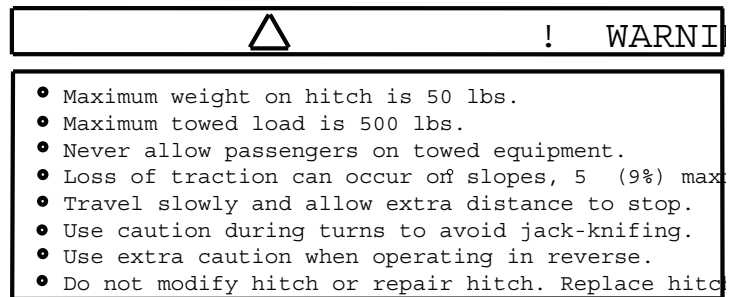 ! WARNI
Maximum weight on hitch is 50 lbs.
Maximum towed load is 500 lbs.
Never allow passengers on towed equipment.
Loss of traction can occur on° slopes, 5 (9%) max
Travel slowly and allow extra distance to stop.
Use caution during turns to avoid jack-knifing.
Use extra caution when operating in reverse.
Do not modify hitch or repair hitch. Replace hitc